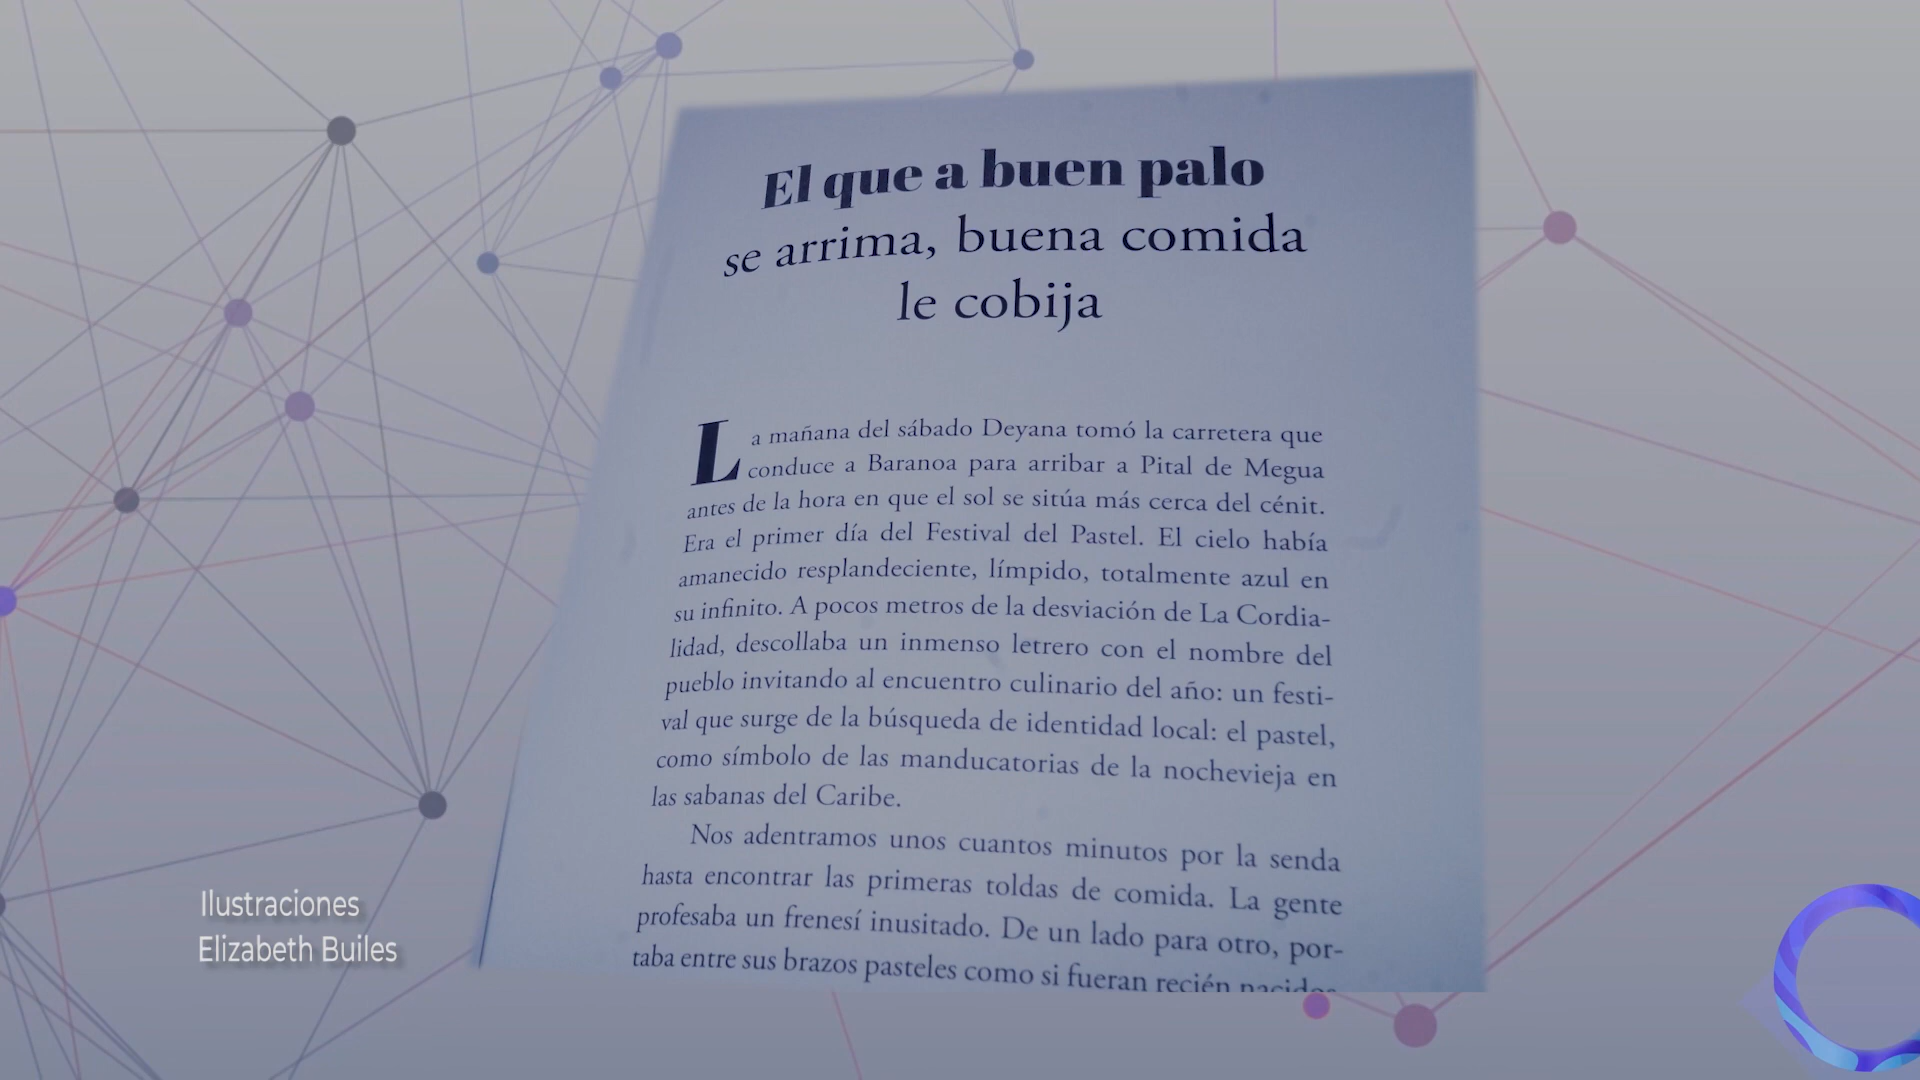 El que a buen palo
se arrima, buena comida
le cobija
La mañana del sábado Deyana tomó la carretera que
conduce a Baranoa para arribar a Pital de Megua
antes de la hora en que el sol se sitúa más cerca del cénit.
Era el primer día del Festival del Pastel. El cielo había
amanecido resplandeciente, límpido, totalmente azul en
su infinito. A pocos metros de la desviación de La Cordia-
lidad, descollaba un inmenso letrero con el nombre del
pueblo invitando al encuentro culinario del año: un festi-
val que surge de la búsqueda de identidad local: el pastel,
como símbolo de las manducatorias de la nochevieja en
las sabanas del Caribe.
Nos adentramos unos cuantos minutos por la senda
hasta encontrar las primeras toldas de comida. La gente
profesaba un frenesí inusitado. De un lado para otro, por-
taba entre sus brazos pasteles como si fueran recién nacidos
Ilustraciones
Elizabeth Builes